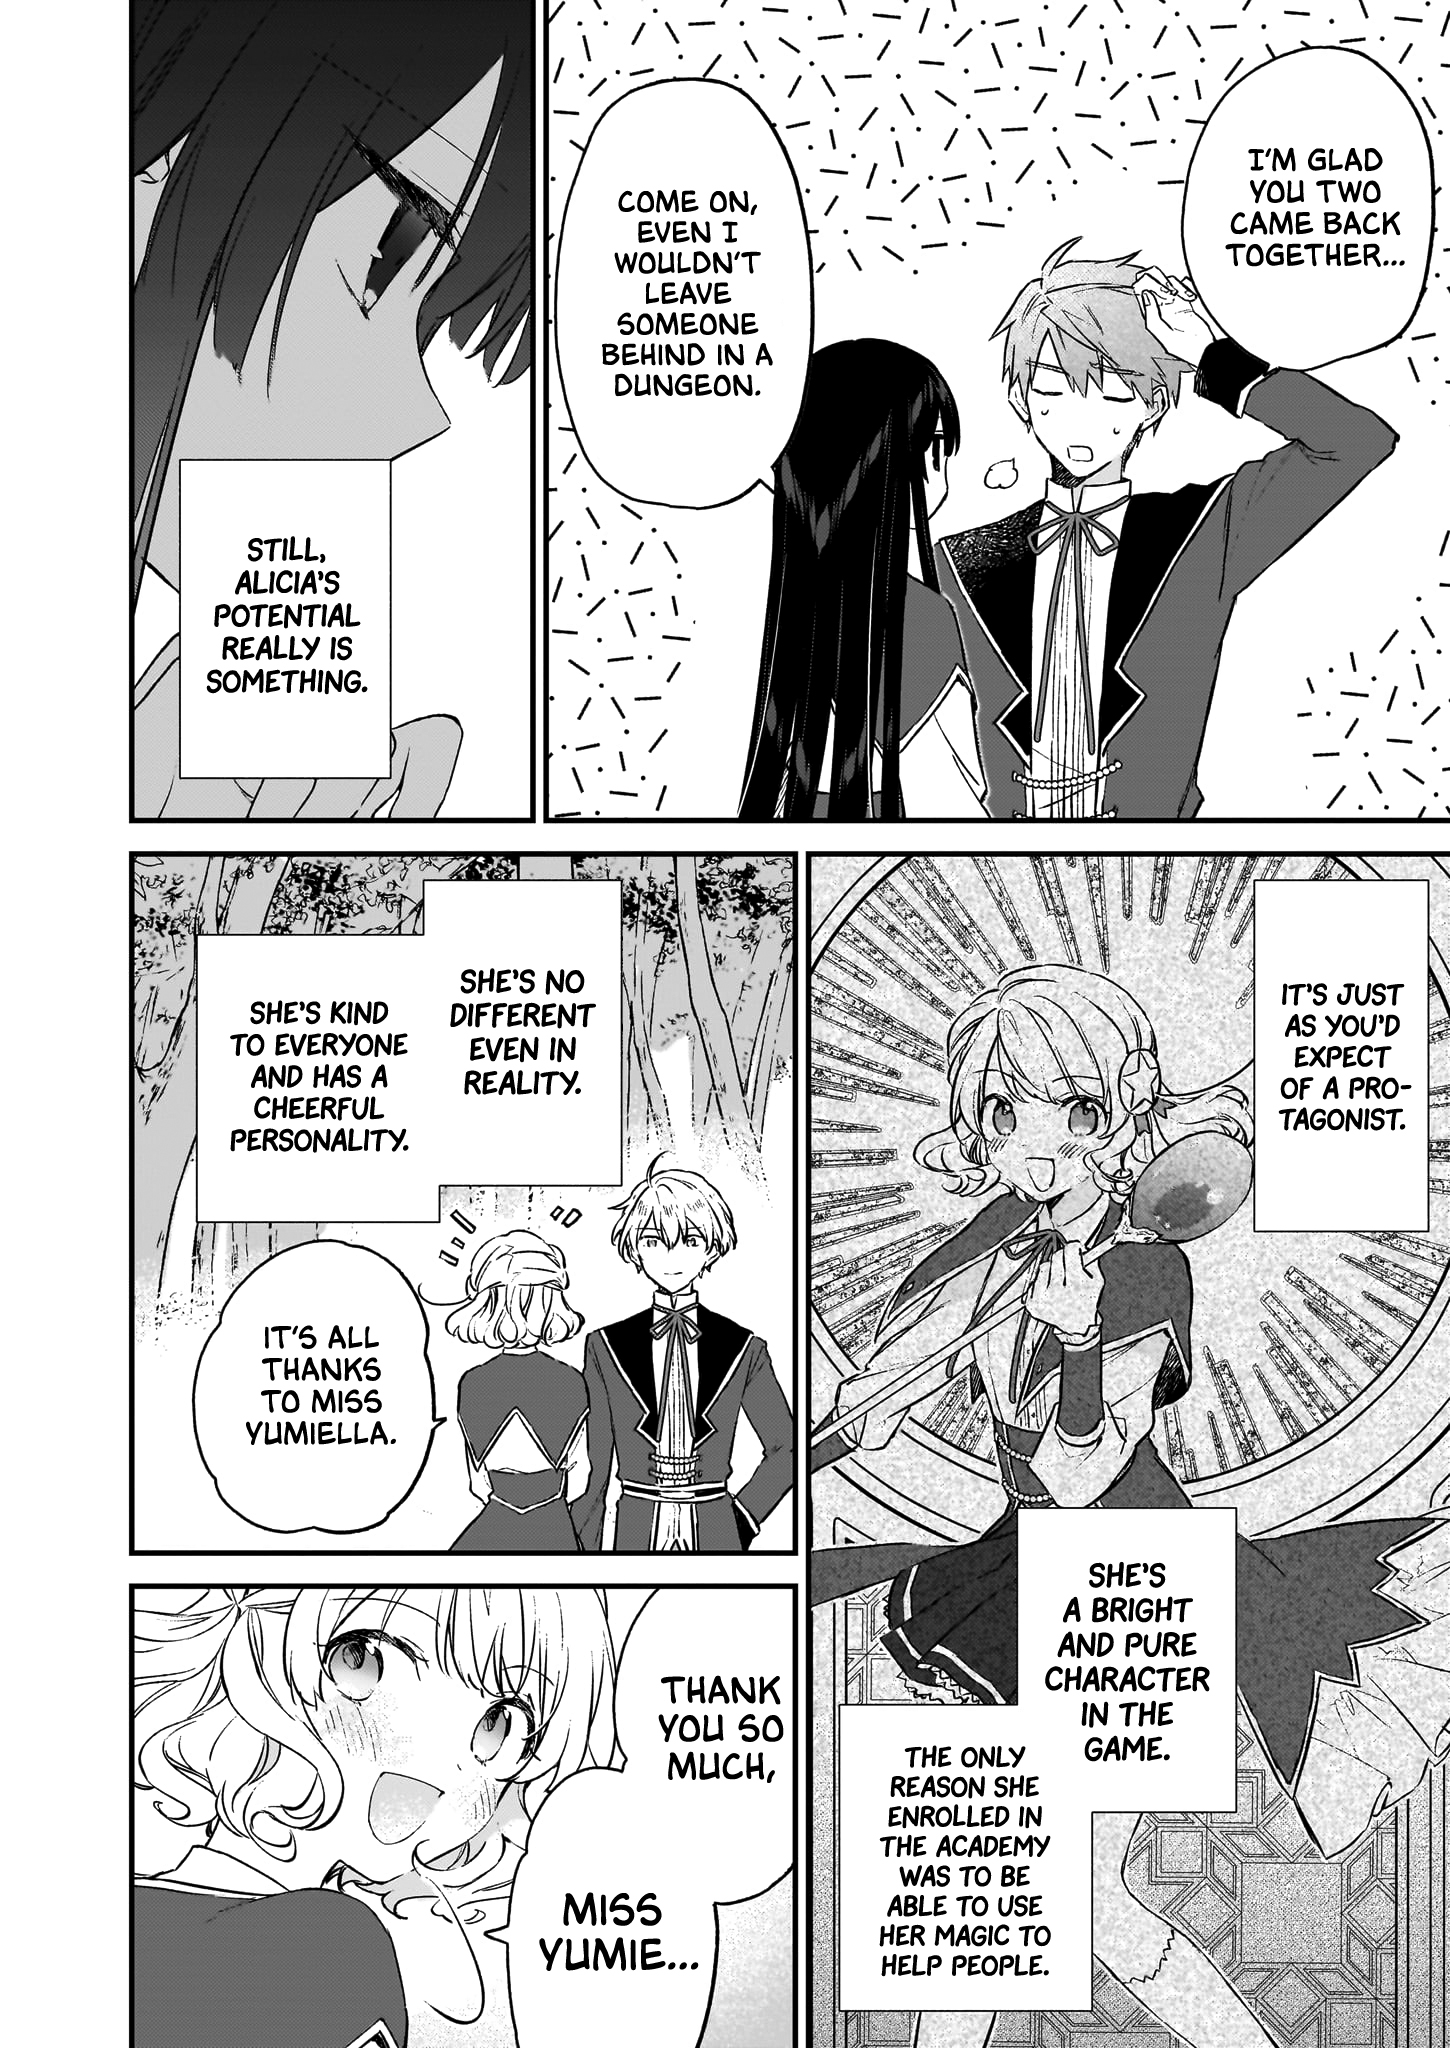 I'M GLAD
YOU TWO
CAME BACK
TOGETHER...
COME ON,
EVEN I
WOULDN'T
LEAVE
SOMEONE
BEHIND IN A
DUNGEON.
STILL,
ALICIA'S
POTENTIAL
REALLY IS
SOMETHING.
IT'S JUST
AS YOU'D
EXPECT
OF A PRO-
TAGONIST.
SHE'S
A BRIGHT
AND PURE
CHARACTER
IN THE
GAME.
THE ONLY
REASON SHE
ENROLLED IN
THE ACADEMY
WAS TO BE
ABLE TO USE
HER MAGIC TO
HELP PEOPLE.
SHE'S NO
DIFFERENT
EVEN IN
REALITY.
SHE'S KIND
TO EVERYONE
AND HAS A
CHEERFUL
PERSONALITY.
IT'S ALL
THANKS
TO MISS
YUMIELLA.
THANK
YOU SO
MUCH,
MISS
YUMIE...